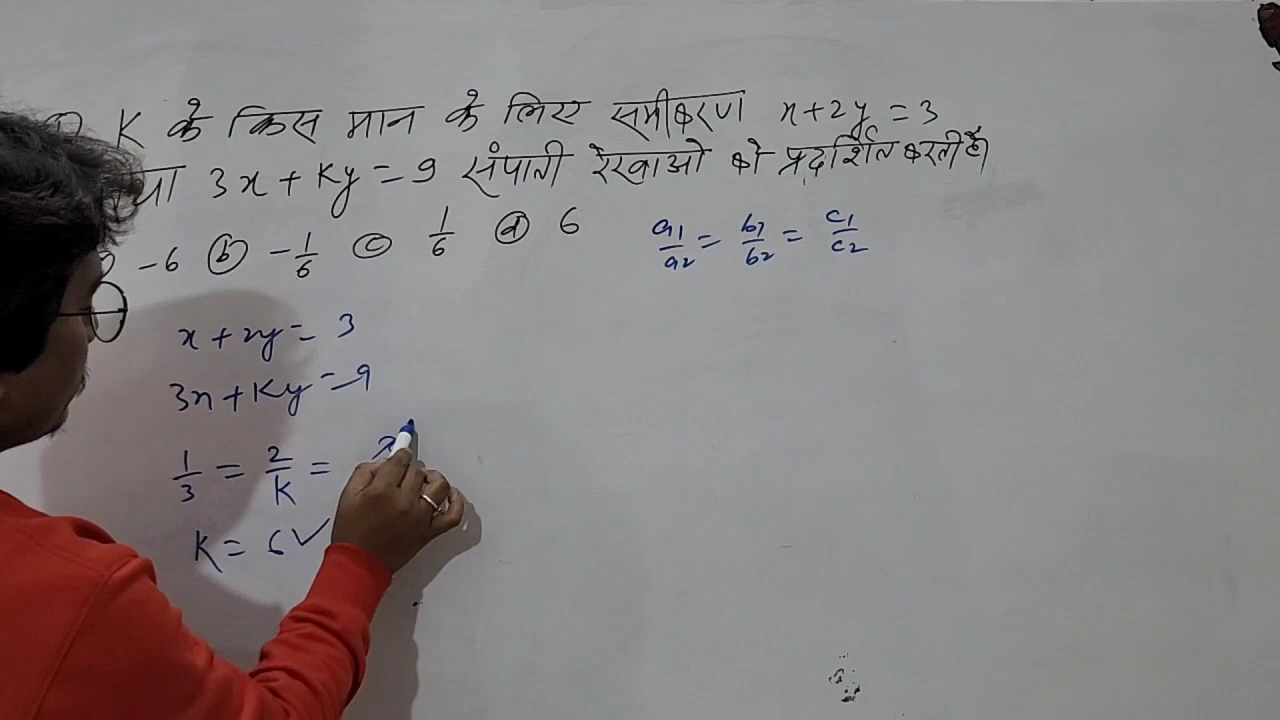 K के किस मान के लिए समीकरण x+2y=3
3x+Ky=9 संपाती रेखाओ को प्रदर्शित करती है।
-6 (b) -1/6 (c) 1/6 (d) 6
a1/a2 = b1/b2 = c1/c2
x+2y=3
3x+Ky=9
1/3 = 2/K =
K=6✓